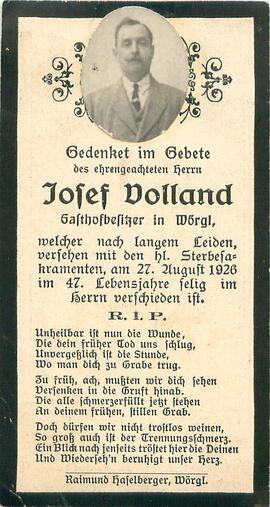 Gedenket im Gebete
des ehrengeachteten Herrn
Josef Volland
Gasthofbesitzer in Wörgl,
welcher nach langem Leiden,
versehen mit den hl. Sterbesa-
kramenten, am 27. August 1926
im 47. Lebensjahre selig im
Herrn verschieden ist.
R. I. P.
Unheilbar ist nun die Wunde,
Die dein früher Tod uns schlug,
Unvergeßlich ist die Stunde,
Wo man dich zu Grabe trug.
Zu früh, ach, mußten wir dich sehen
Versenken in die Gruft hinab.
Die alle schmerzerfüllt jetzt stehen
An deinem frühen, stillen Grab.
Doch dürfen wir nicht trostlos weinen,
So groß auch ist der Trennungsschmerz.
Ein Blick nach jenseits tröstet hier die Deinen
Und Wiederseh'n beruhigt unser Herz.
Raimund Haselberger, Wörgl.